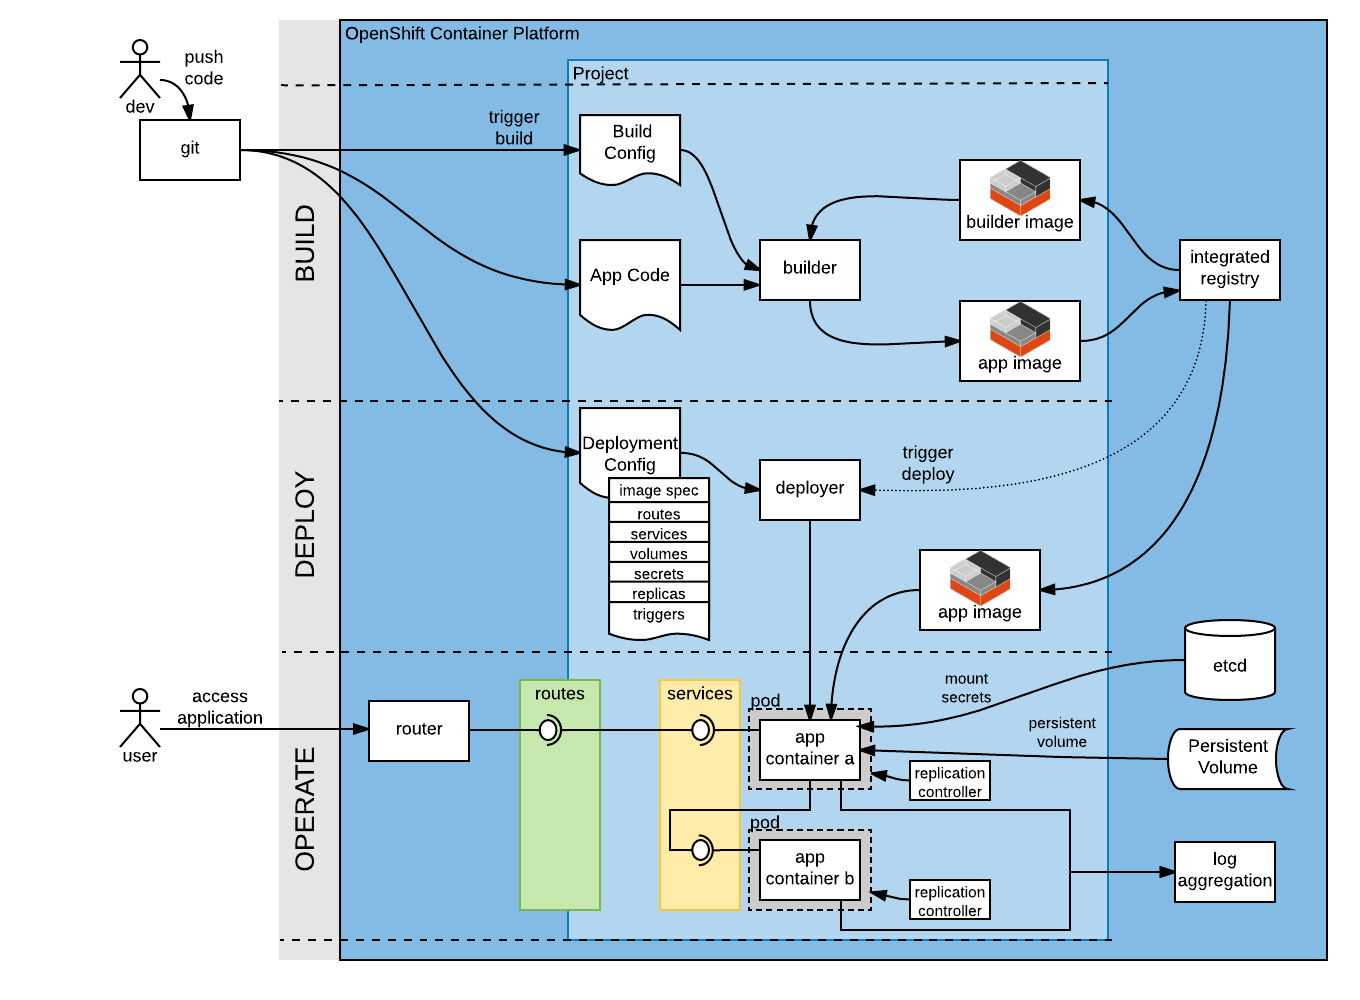 OpenShift Container Platform
Project
push
code
dev
git
trigger
build
Build
Config
BUILD
App Code
builder
builder image
integrated
registry
app image
DEPLOY
Deployment
Config
image spec
routes
services
volumes
secrets
replicas
triggers
deployer
trigger
deploy
app image
etcd
OPERATE
access
application
user
router
routes
services
pod
app
container a
mount
secrets
persistent
volume
Persistent
Volume
replication
controller
pod
app
container b
replication
controller
log
aggregation